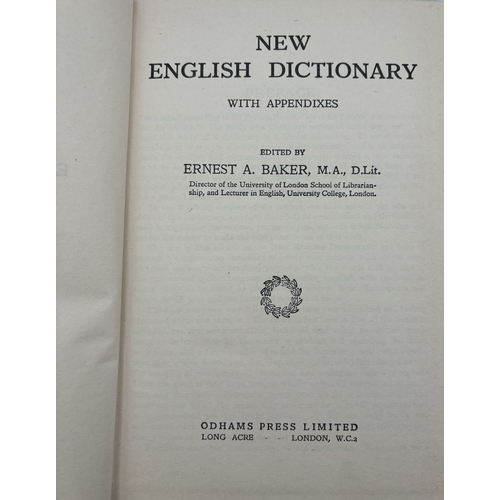 NEW
ENGLISH DICTIONARY
WITH APPENDIXES
EDITED BY
ERNEST A. BAKER, M.A., D.Lit.
Director of the University of London School of Librarian-
ship, and Lecturer in English, University College, London.
ODHAMS PRESS LIMITED
LONG ACRE - - LONDON, W.C.2